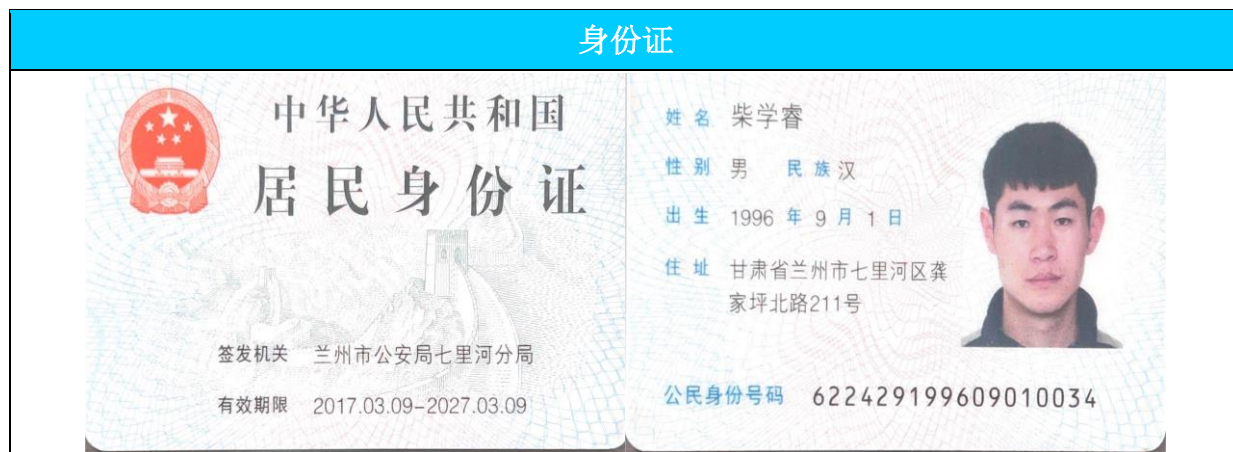 身份证
中华人民共和国
居民身份证
签发机关 兰州市公安局七里河分局
有效期限 2017.03.09-2027.03.09
姓名 柴学睿
性别 男 民族 汉
出生 1996 年 9 月 1 日
住址 甘肃省兰州市七里河区龚
家坪北路211号
公民身份号码 622429199609010034